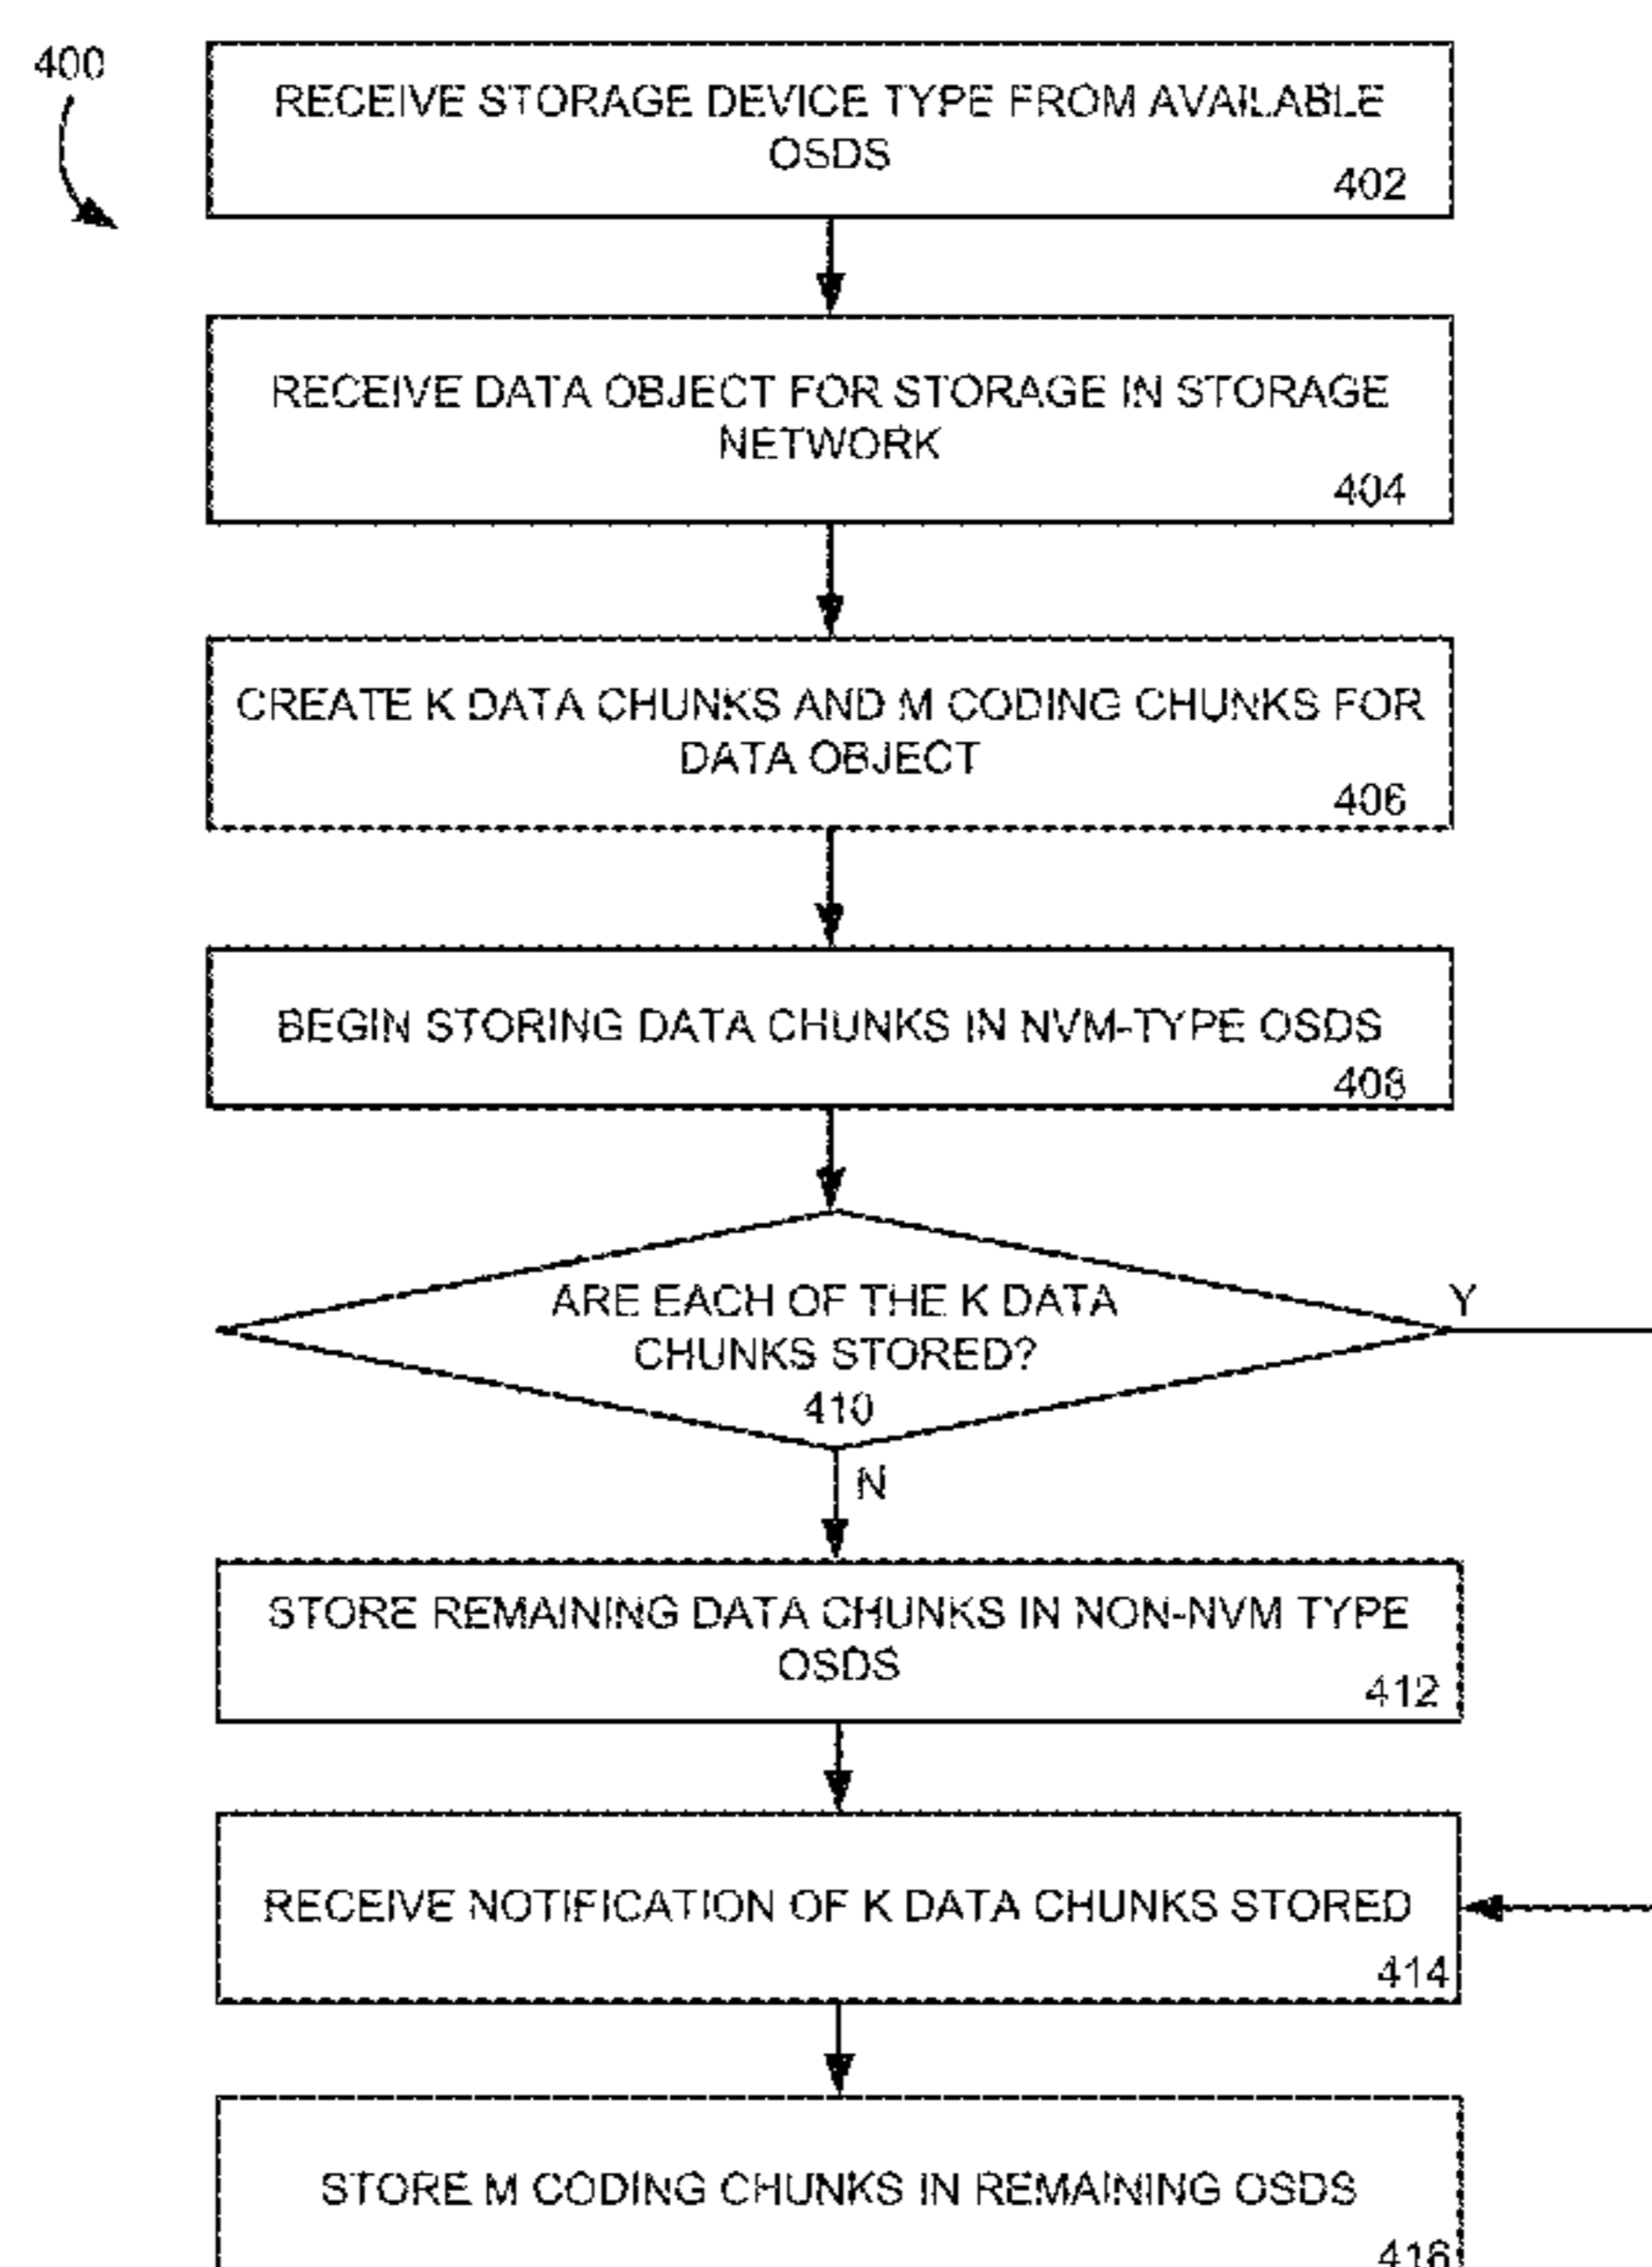 400
RECEIVE STORAGE DEVICE TYPE FROM AVAILABLE
OSDS
402
RECEIVE DATA OBJECT FOR STORAGE IN STORAGE
NETWORK
404
CREATE K DATA CHUNKS AND M CODING CHUNKS FOR
DATA OBJECT
406
BEGIN STORING DATA CHUNKS IN NVM-TYPE OSDS
408
ARE EACH OF THE K DATA
CHUNKS STORED?
410
Y
N
STORE REMAINING DATA CHUNKS IN NON-NVM TYPE
OSDS
412
RECEIVE NOTIFICATION OF K DATA CHUNKS STORED
414
STORE M CODING CHUNKS IN REMAINING OSDS
416